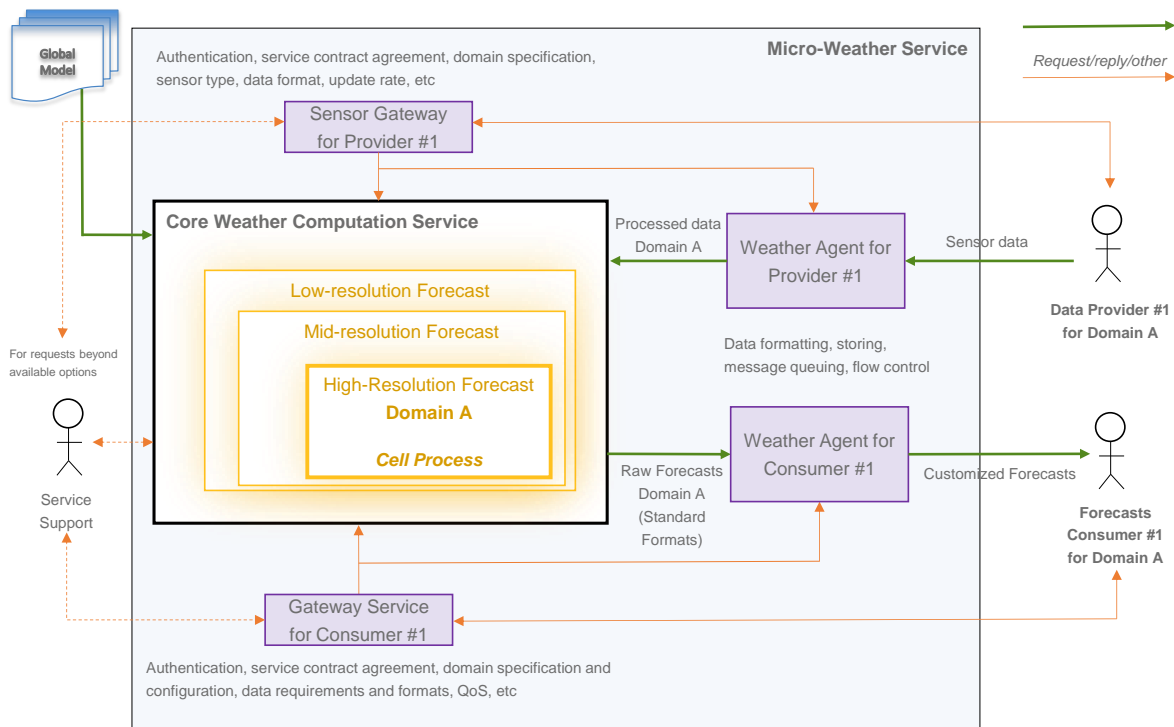 Global
Model
Micro-Weather Service
Request/reply/other
Authentication, service contract agreement, domain specification,
sensor type, data format, update rate, etc
Sensor Gateway
for Provider #1
Core Weather Computation Service
Processed data
Domain A
Weather Agent for
Provider #1
Sensor data
Data Provider #1
for Domain A
Low-resolution Forecast
Mid-resolution Forecast
High-Resolution Forecast
Domain A
Cell Process
For requests beyond
available options
Data formatting, storing,
message queuing, flow control
Service
Support
Raw Forecasts
Domain A
(Standard
Formats)
Weather Agent for
Consumer #1
Customized Forecasts
Forecasts
Consumer #1
for Domain A
Gateway Service
for Consumer #1
Authentication, service contract agreement, domain specification and
configuration, data requirements and formats, QoS, etc